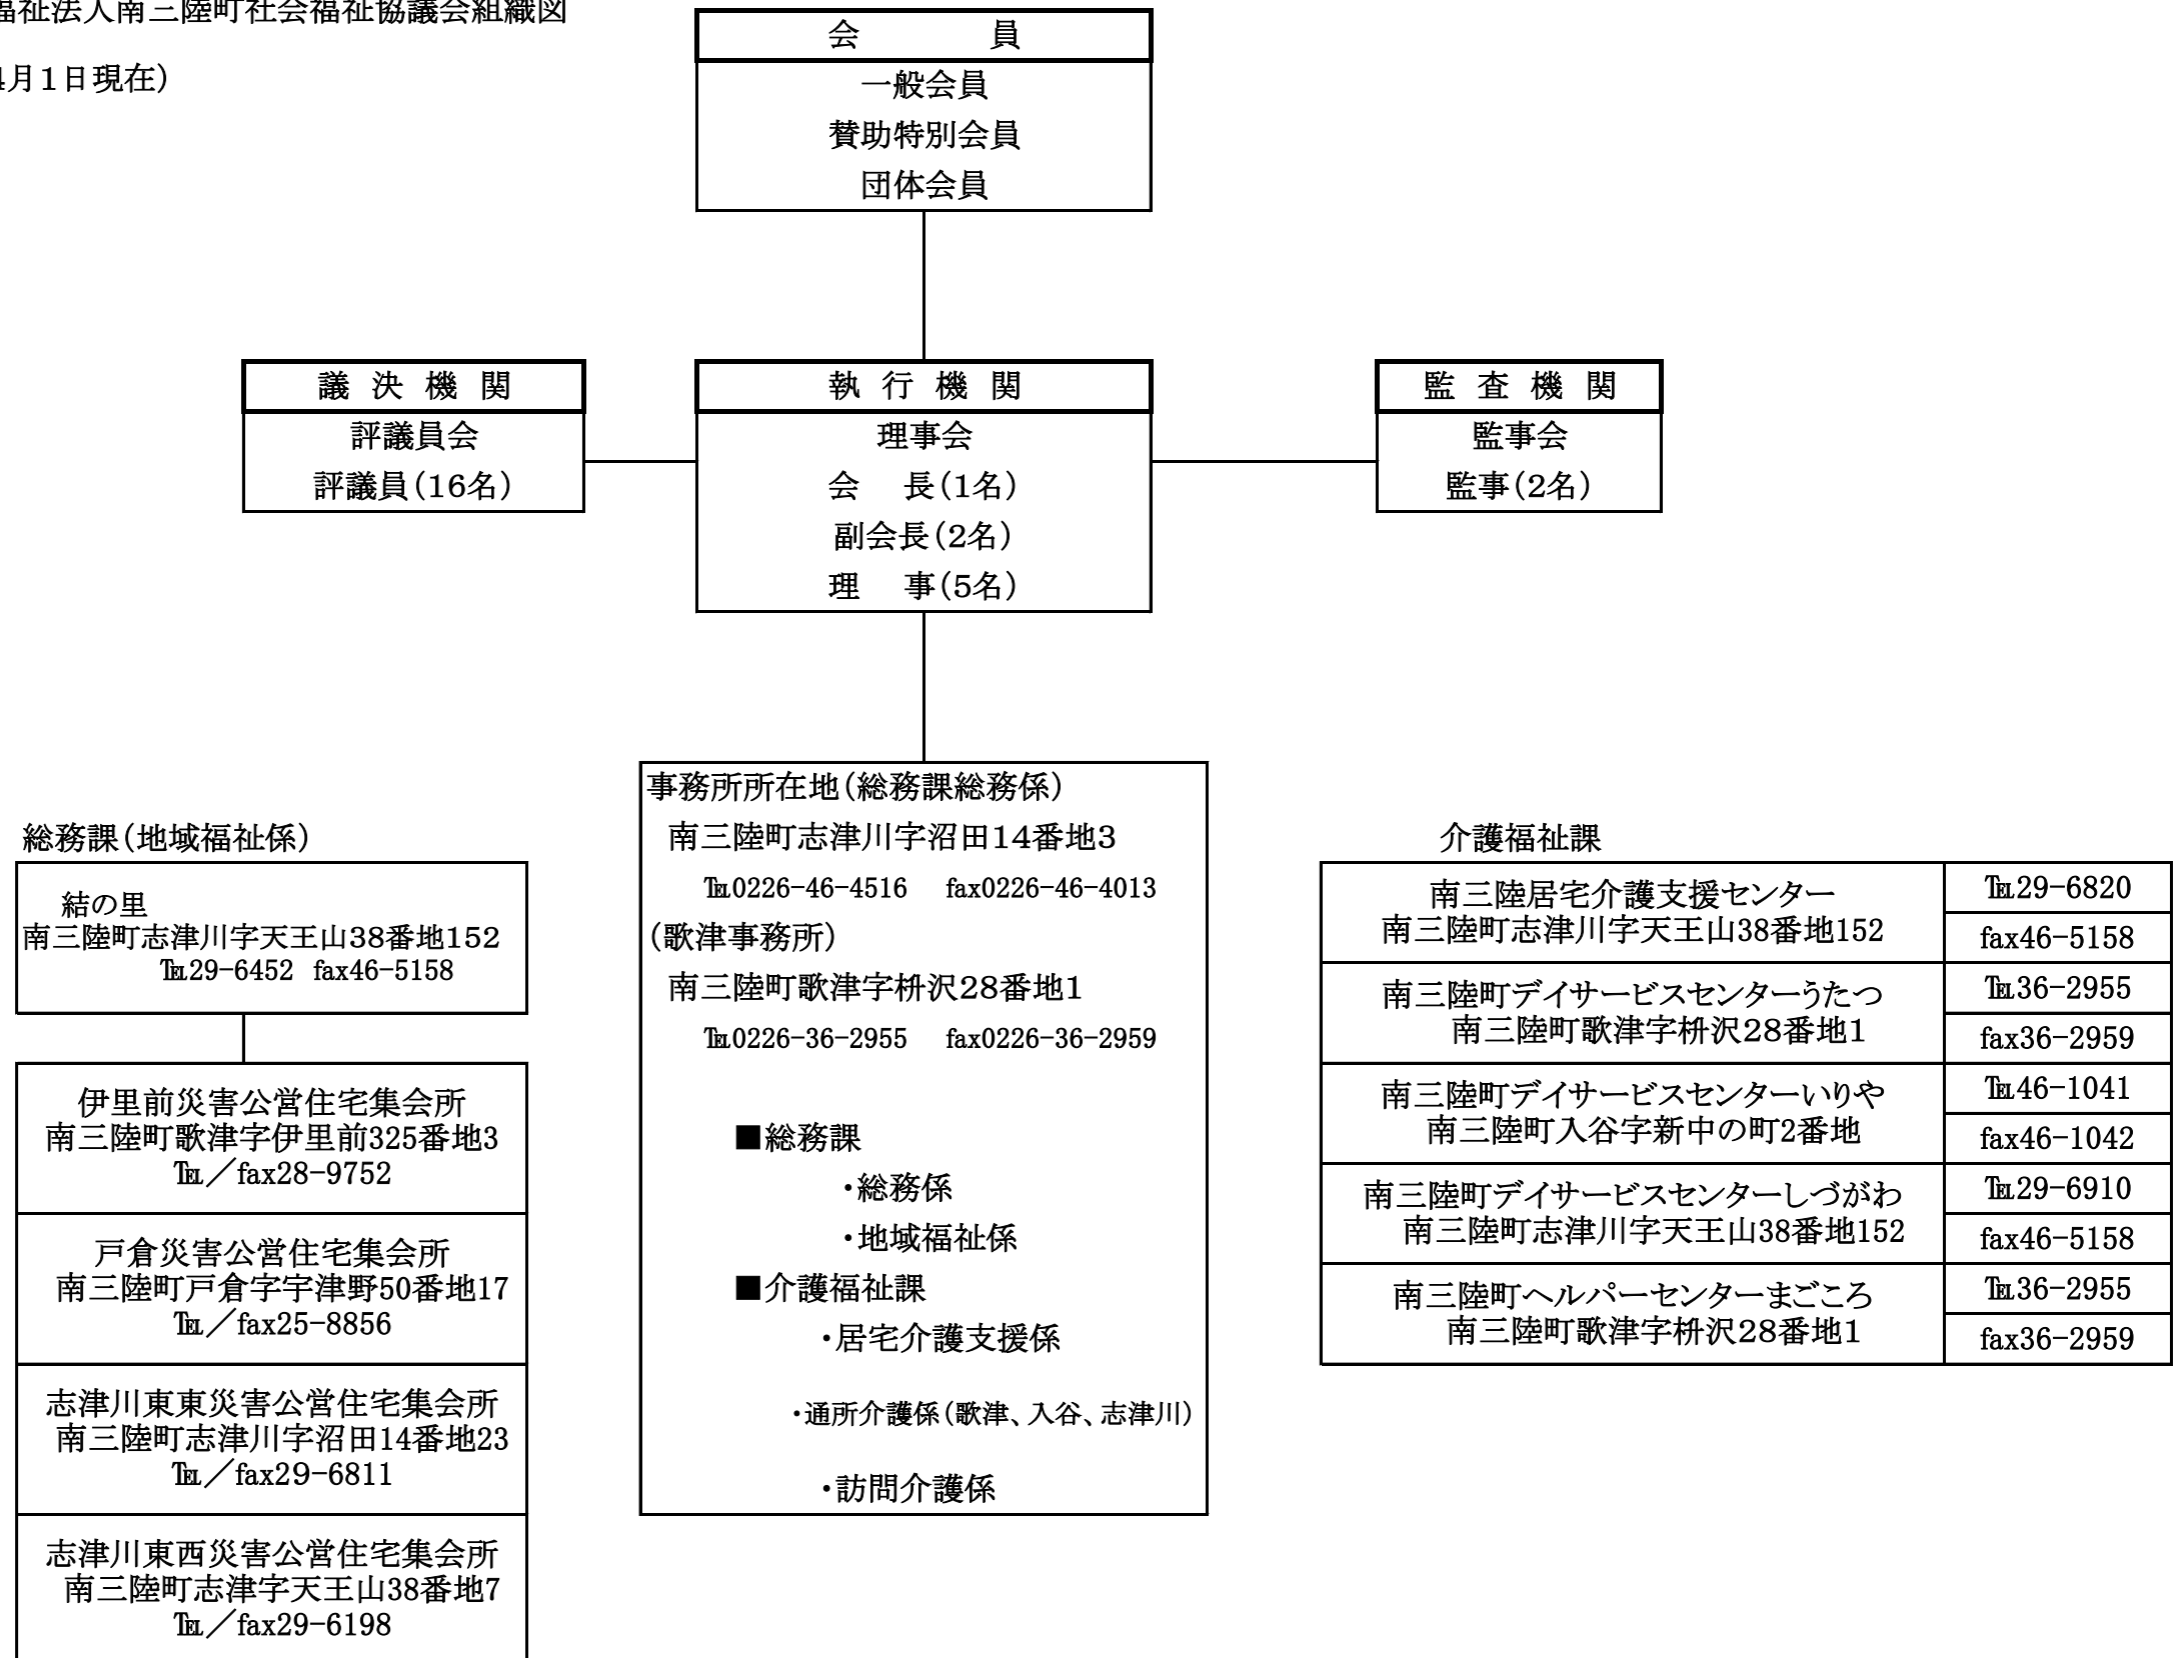 福祉法人南三陸町社会福祉協議会組織図
4月1日現在)
会　　　員
一般会員
賛助特別会員
団体会員
議 決 機 関
評議員会
評議員(16名)
執 行 機 関
理事会
会　長(1名)
副会長(2名)
理　事(5名)
監 査 機 関
監事会
監事(2名)
総務課(地域福祉係)
結の里
南三陸町志津川字天王山38番地152
℡29-6452 fax46-5158
伊里前災害公営住宅集会所
南三陸町歌津字伊里前325番地3
℡/fax28-9752
戸倉災害公営住宅集会所
南三陸町戸倉字宇津野50番地17
℡/fax25-8856
志津川東東災害公営住宅集会所
南三陸町志津川字沼田14番地23
℡/fax29-6811
志津川東西災害公営住宅集会所
南三陸町志津字天王山38番地7
℡/fax29-6198
事務所所在地(総務課総務係)
南三陸町志津川字沼田14番地3
℡0226-46-4516 fax0226-46-4013
(歌津事務所)
南三陸町歌津字枡沢28番地1
℡0226-36-2955 fax0226-36-2959
■総務課
・総務係
・地域福祉係
■介護福祉課
・居宅介護支援係
・通所介護係(歌津、入谷、志津川)
・訪問介護係
介護福祉課
南三陸居宅介護支援センター
南三陸町志津川字天王山38番地152
℡29-6820
fax46-5158
南三陸町デイサービスセンターうたつ
南三陸町歌津字枡沢28番地1
℡36-2955
fax36-2959
南三陸町デイサービスセンターいりや
南三陸町入谷字新中の町2番地
℡46-1041
fax46-1042
南三陸町デイサービスセンターしづがわ
南三陸町志津川字天王山38番地152
℡29-6910
fax46-5158
南三陸町ヘルパーセンターまごころ
南三陸町歌津字枡沢28番地1
℡36-2955
fax36-2959